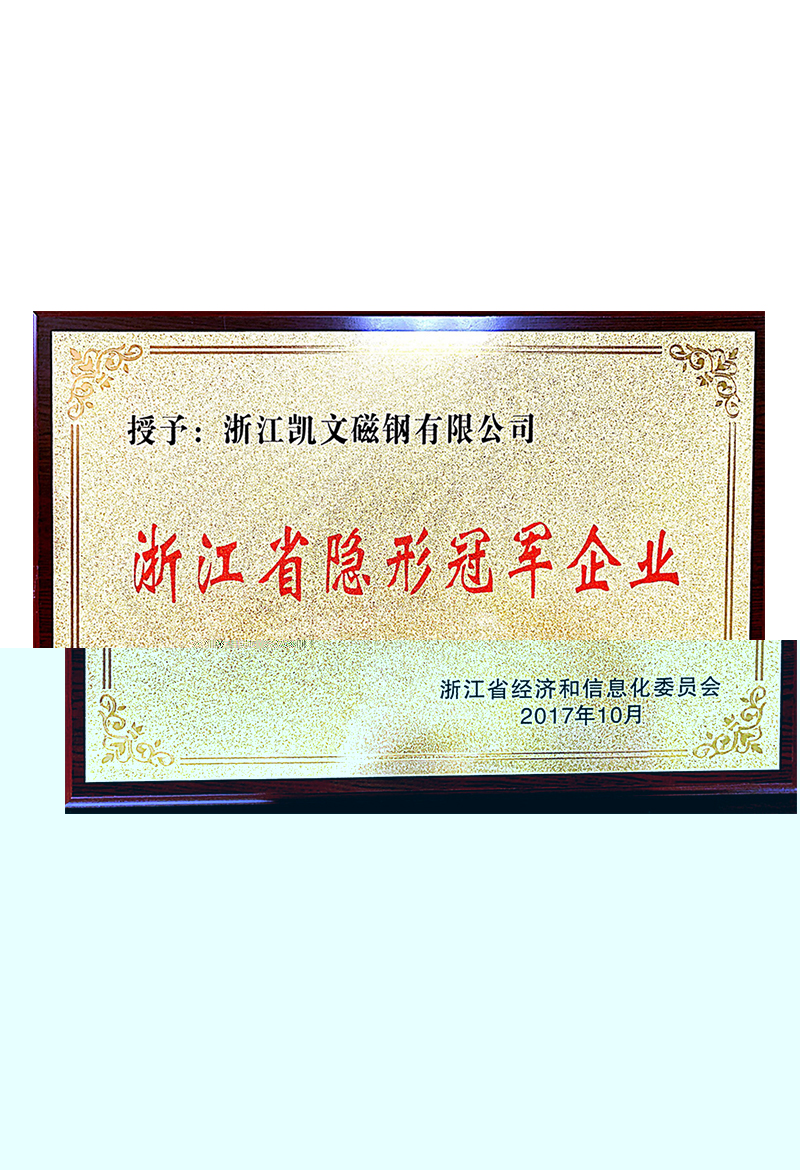 授予：浙江凯文磁钢有限公司
浙江省隐形冠军企业
浙江省经济和信息化委员会
2017年10月